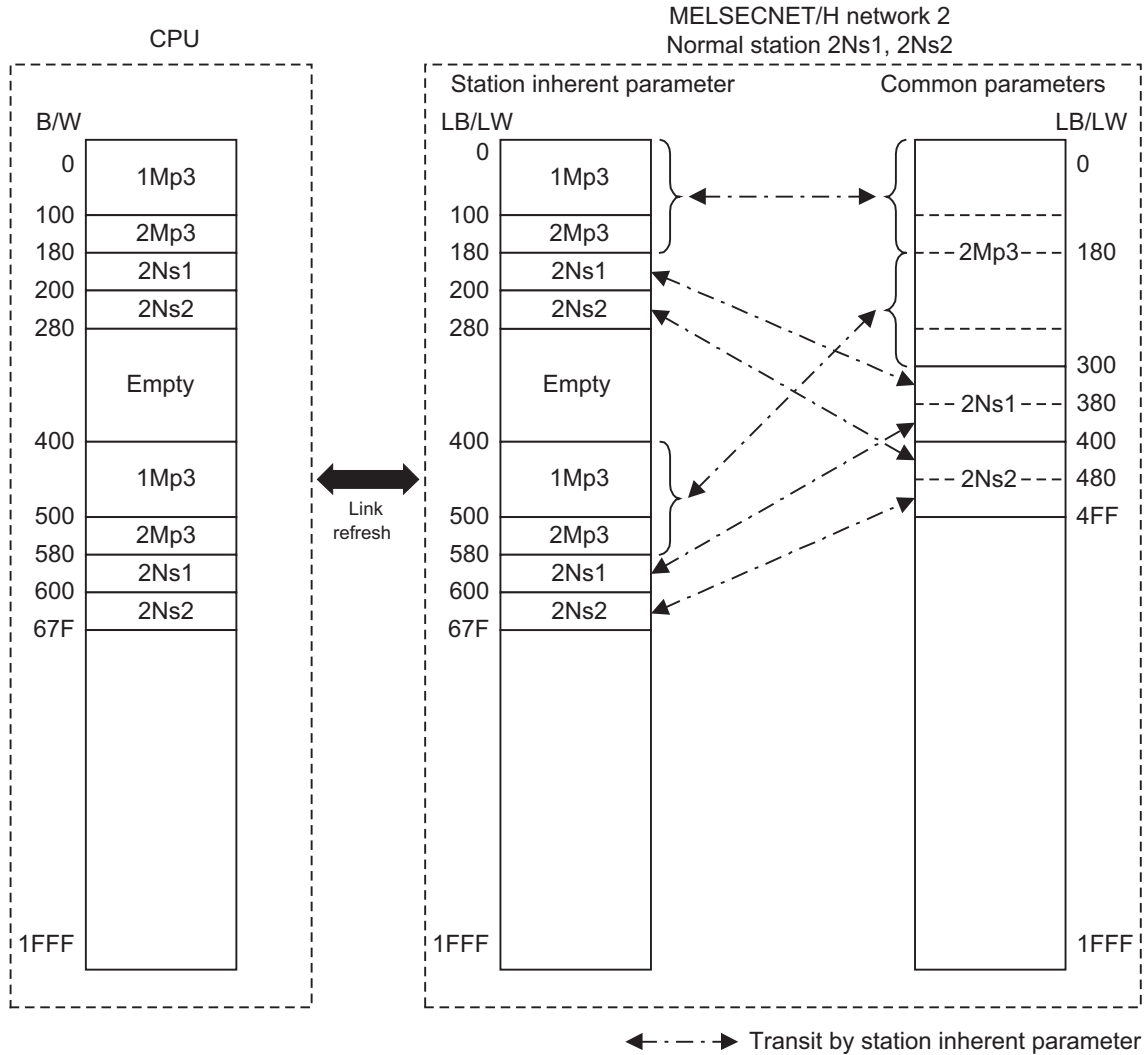 MELSECNET/H network 2
Normal station 2Ns1, 2Ns2
CPU
B/W
0
1Mp3
100
2Mp3
180
2Ns1
200
2Ns2
280
Empty
400
1Mp3
500
2Mp3
580
2Ns1
600
2Ns2
67F
1FFF
Link
refresh
Station inherent parameter
LB/LW
0
1Mp3
100
2Mp3
180
2Ns1
200
2Ns2
280
Empty
400
1Mp3
500
2Mp3
580
2Ns1
600
2Ns2
67F
1FFF
Common parameters
LB/LW
0
2Mp3
180
300
2Ns1
380
400
2Ns2
480
4FF
1FFF
Transit by station inherent parameter